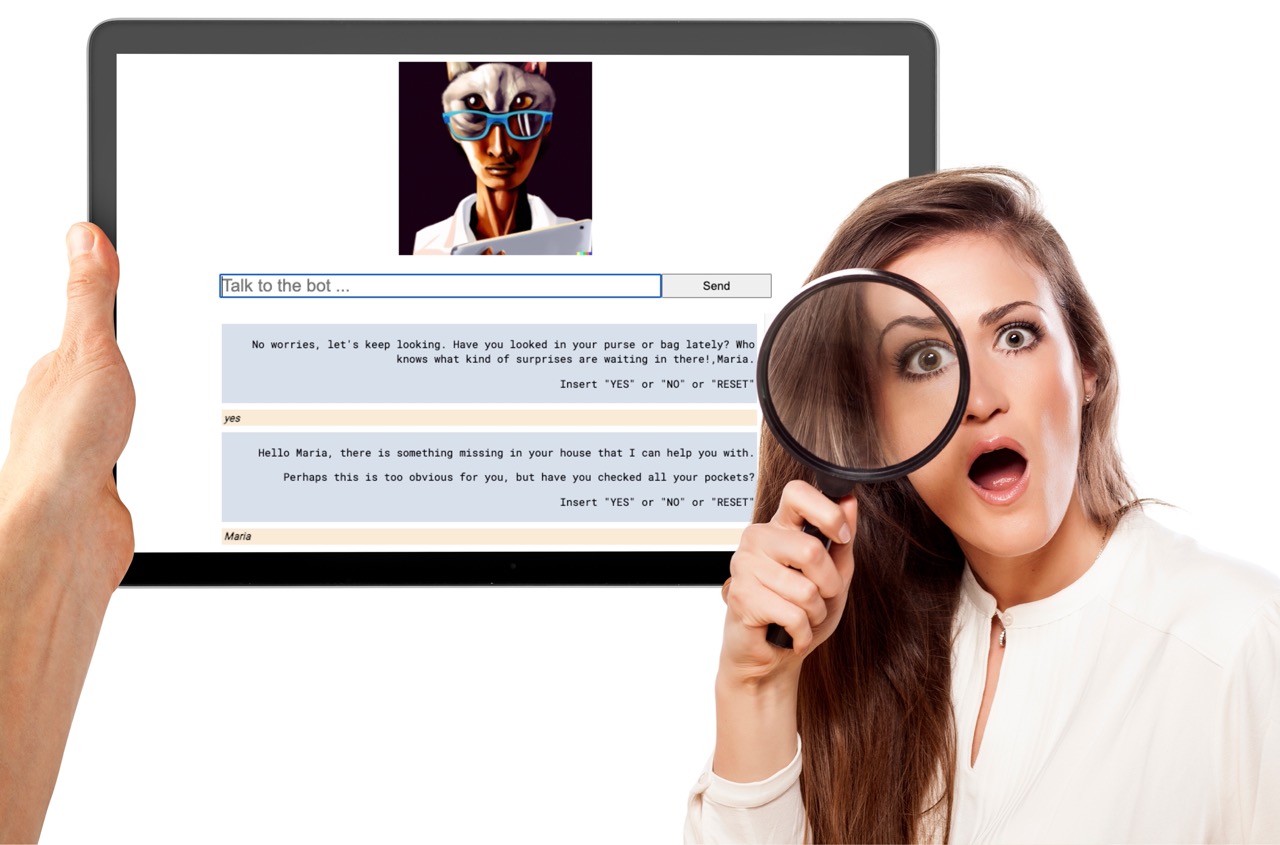 Talk to the bot ...
Send
No worries, let's keep looking. Have you looked in your purse or bag lately? Who
knows what kind of surprises are waiting in there!,Maria.
Insert "YES" or "NO" or "RESET"
yes
Hello Maria, there is something missing in your house that I can help you with.
Perhaps this is too obvious for you, but have you checked all your pockets?
Insert "YES" or "NO" or "RESET"
Maria